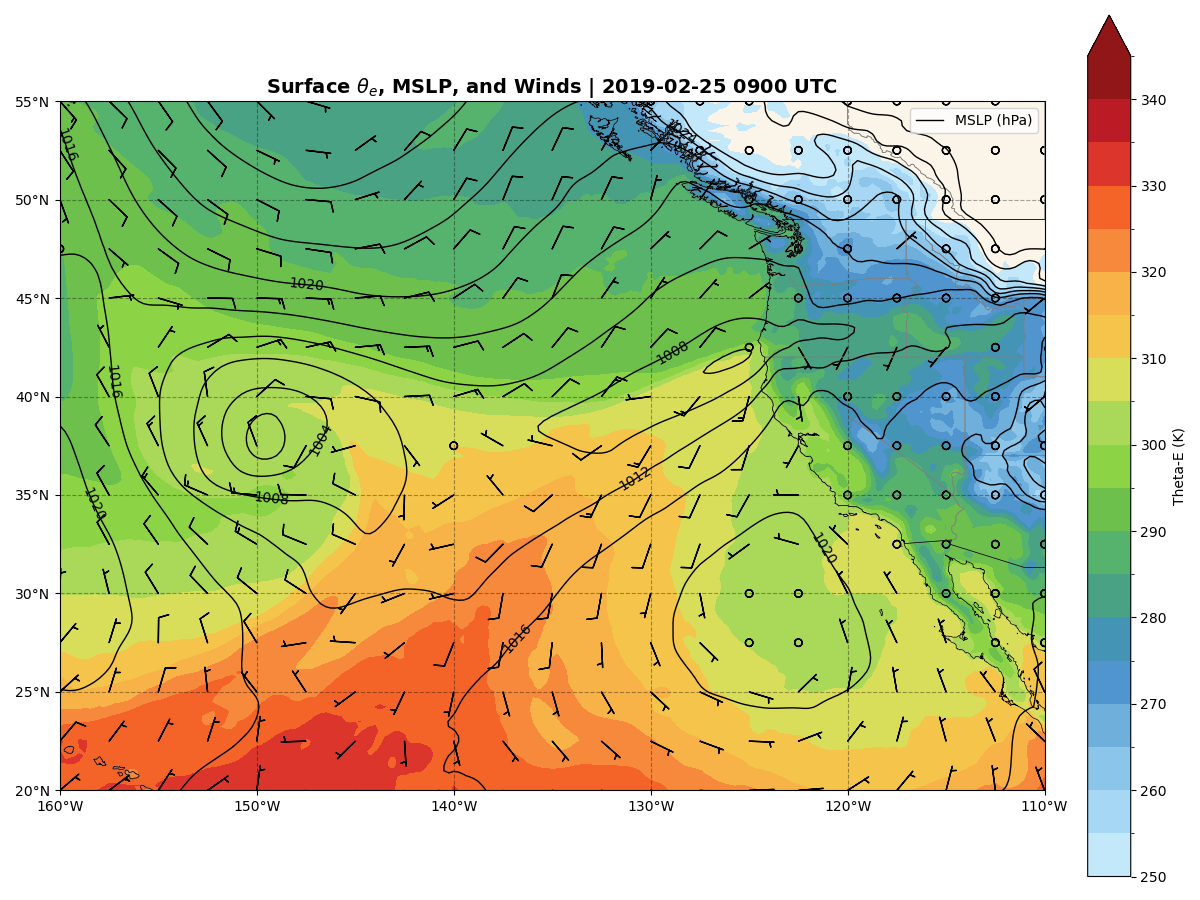 Surface θe, MSLP, and Winds | 2019-02-25 0900 UTC
MSLP (hPa)
55°N
50°N
45°N
40°N
35°N
30°N
25°N
20°N
160°W
150°W
140°W
130°W
120°W
110°W
1016
1020
1016
1020
1004
1008
1008
1012
1016
1020
340
330
320
310
300
290
280
270
260
250
Theta-E (K)